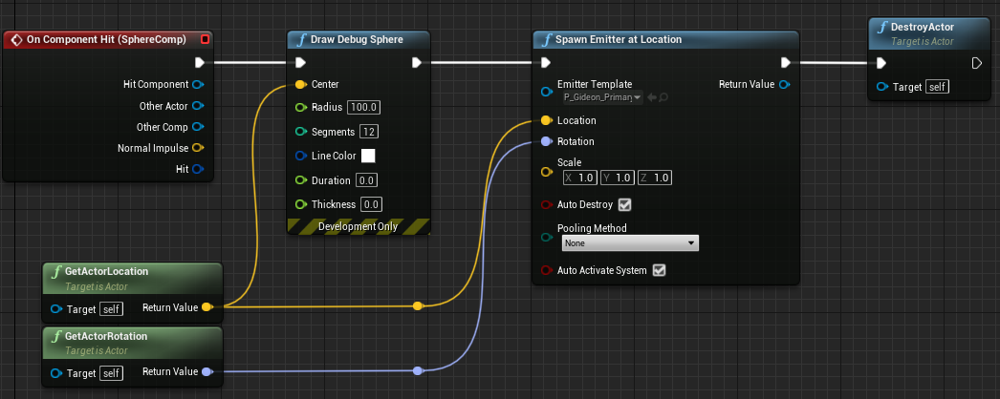 On Component Hit (SphereComp)
Hit Component
Other Actor
Other Comp
Normal Impulse
Hit
Draw Debug Sphere
Center
Radius 100.0
Segments 12
Line Color
Duration 0.0
Thickness 0.0
Development Only
Spawn Emitter at Location
Emitter Template
P_Gideon_Primary
Return Value
Location
Rotation
Scale
X 1.0 Y 1.0 Z 1.0
Auto Destroy
Pooling Method
None
Auto Activate System
DestroyActor
Target is Actor
Target self
GetActorLocation
Target is Actor
Target self Return Value
GetActorRotation
Target is Actor
Target self Return Value